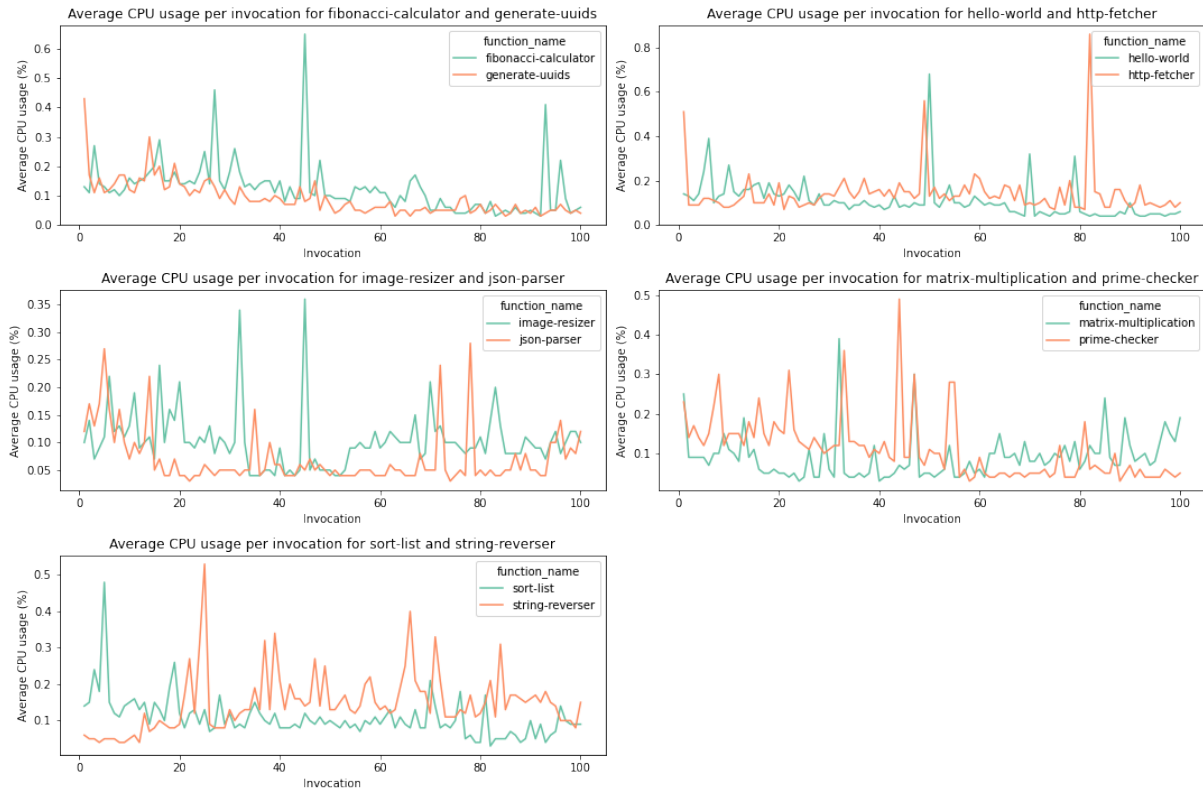 Average CPU usage per invocation for fibonacci-calculator and generate-uuids
function_name
fibonacci-calculator
generate-uuids
0.6
0.5
0.4
0.3
0.2
0.1
0.0
Average CPU usage (%)
0
20
40
60
80
100
Invocation
Average CPU usage per invocation for hello-world and http-fetcher
function_name
hello-world
http-fetcher
0.8
0.6
0.4
0.2
0.0
Average CPU usage (%)
0
20
40
60
80
100
Invocation
Average CPU usage per invocation for image-resizer and json-parser
function_name
image-resizer
json-parser
0.35
0.30
0.25
0.20
0.15
0.10
0.05
Average CPU usage (%)
0
20
40
60
80
100
Invocation
Average CPU usage per invocation for matrix-multiplication and prime-checker
function_name
matrix-multiplication
prime-checker
0.5
0.4
0.3
0.2
0.1
Average CPU usage (%)
0
20
40
60
80
100
Invocation
Average CPU usage per invocation for sort-list and string-reverser
function_name
sort-list
string-reverser
0.5
0.4
0.3
0.2
0.1
Average CPU usage (%)
0
20
40
60
80
100
Invocation